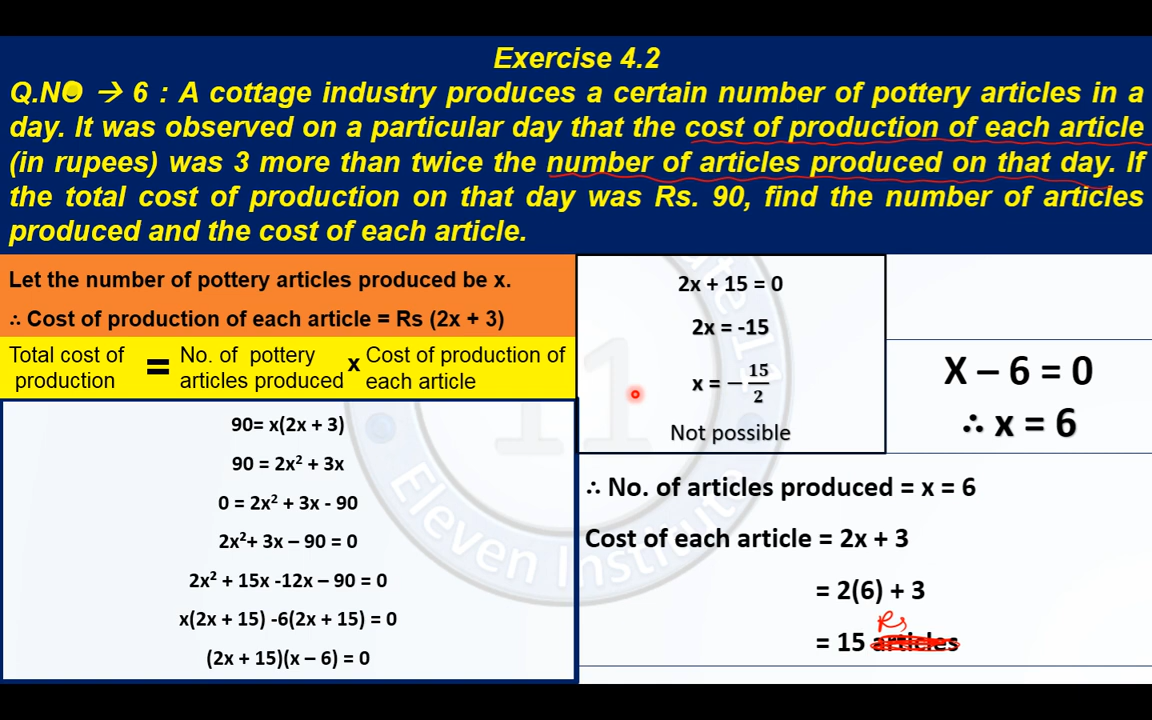 Exercise 4.2
Q.NO → 6 : A cottage industry produces a certain number of pottery articles in a
day. It was observed on a particular day that the cost of production of each article
(in rupees) was 3 more than twice the number of articles produced on that day. If
the total cost of production on that day was Rs. 90, find the number of articles
produced and the cost of each article.
Let the number of pottery articles produced be x.
∴ Cost of production of each article = Rs (2x + 3)
Total cost of production = No. of pottery articles produced x Cost of production of each article
90= x(2x + 3)
90 = 2x² + 3x
0 = 2x² + 3x - 90
2x²+ 3x – 90 = 0
2x² + 15x -12x – 90 = 0
x(2x + 15) -6(2x + 15) = 0
(2x + 15)(x – 6) = 0
2x + 15 = 0
2x = -15
x = – 15/2
Not possible
X – 6 = 0
∴ x = 6
∴ No. of articles produced = x = 6
Cost of each article = 2x + 3
= 2(6) + 3
Rs
= 15 articles
11
Eleven Institute